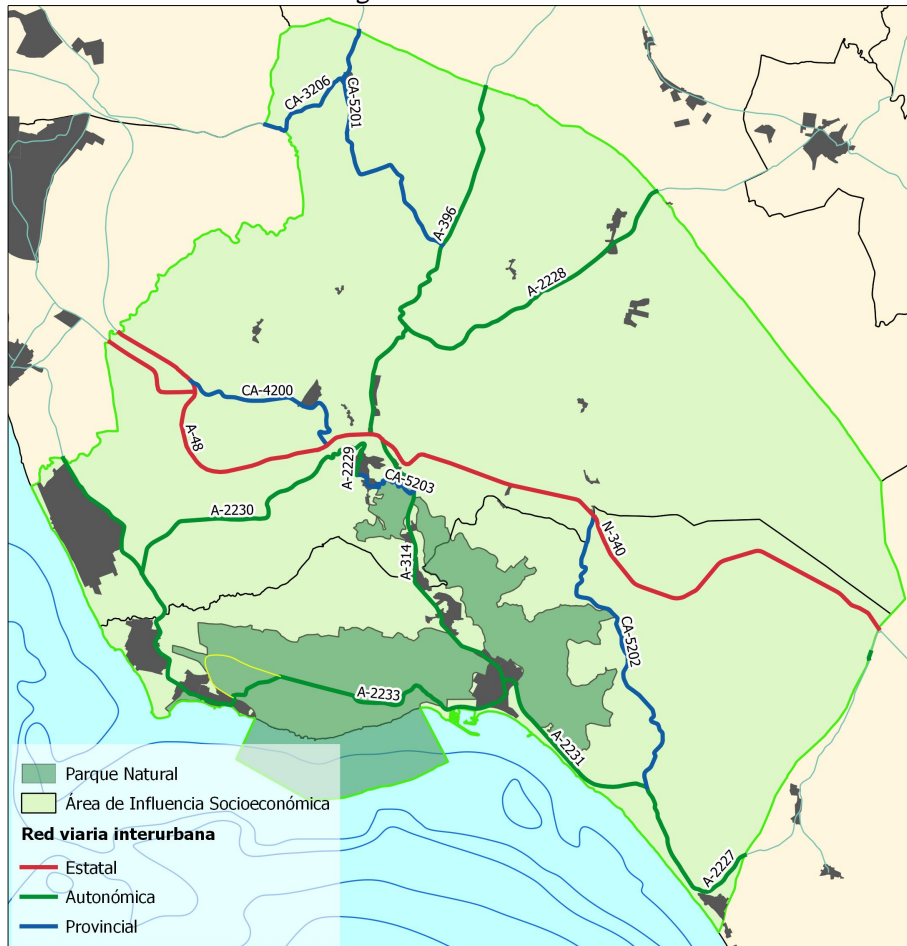 CA-3206
CA-5201
A-396
A-2228
CA-4200
A-48
A-2229
CA-5203
A-2230
N-340
A-314
CA-5202
A-2233
A-2231
A-2227
Parque Natural
Área de Influencia Socioeconómica
Red viaria interurbana
Estatal
Autonómica
Provincial